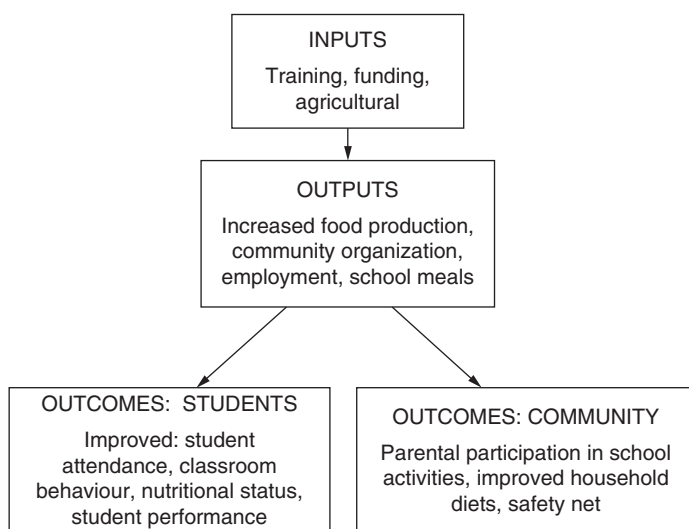 INPUTS
Training, funding,
agricultural
OUTPUTS
Increased food production,
community organization,
employment, school meals
OUTCOMES: STUDENTS
Improved: student
attendance, classroom
behaviour, nutritional status,
student performance
OUTCOMES: COMMUNITY
Parental participation in school
activities, improved household
diets, safety net